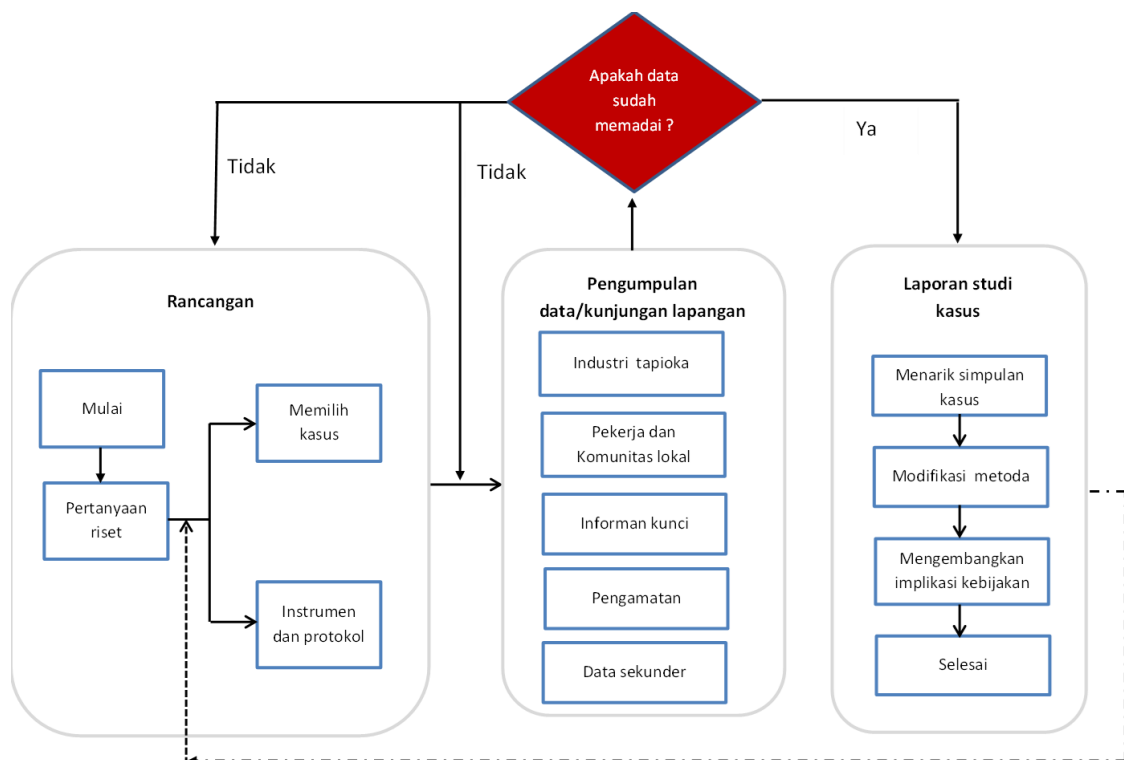 Apakah data
sudah
memadai ?
Tidak
Tidak
Ya
Rancangan
Mulai
Pertanyaan
riset
Memilih
kasus
Instrumen
dan protokol
Pengumpulan
data/kunjungan lapangan
Industri tapioka
Pekerja dan
Komunitas lokal
Informan kunci
Pengamatan
Data sekunder
Laporan studi
kasus
Menarik simpulan
kasus
Modifikasi metoda
Mengembangkan
implikasi kebijakan
Selesai